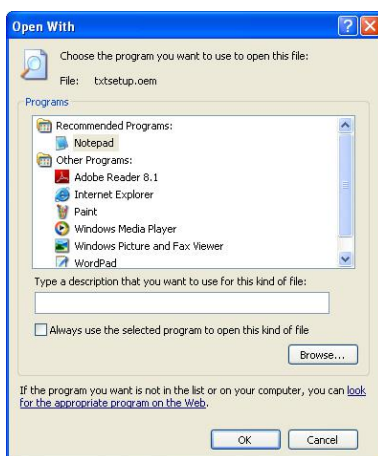 Open With
Choose the program you want to use to open this file:
File: txtsetup.oem
Programs
Recommended Programs:
Notepad
Other Programs:
Adobe Reader 8.1
Internet Explorer
Paint
Windows Media Player
Windows Picture and Fax Viewer
WordPad
Type a description that you want to use for this kind of file:
Always use the selected program to open this kind of file
Browse...
If the program you want is not in the list or on your computer, you can look
for the appropriate program on the Web.
OK Cancel